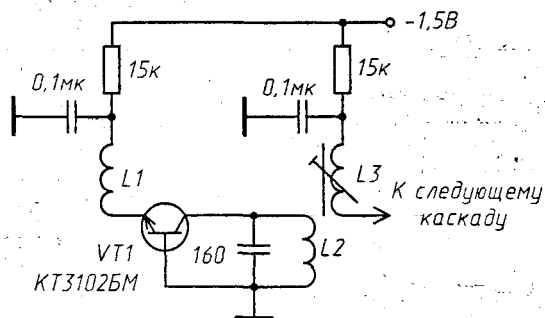 -1,5В
0,1мк
15к
0,1мк
15к
L1
L3
К следующему
каскаду
VT1
КТ3102БМ
160
L2